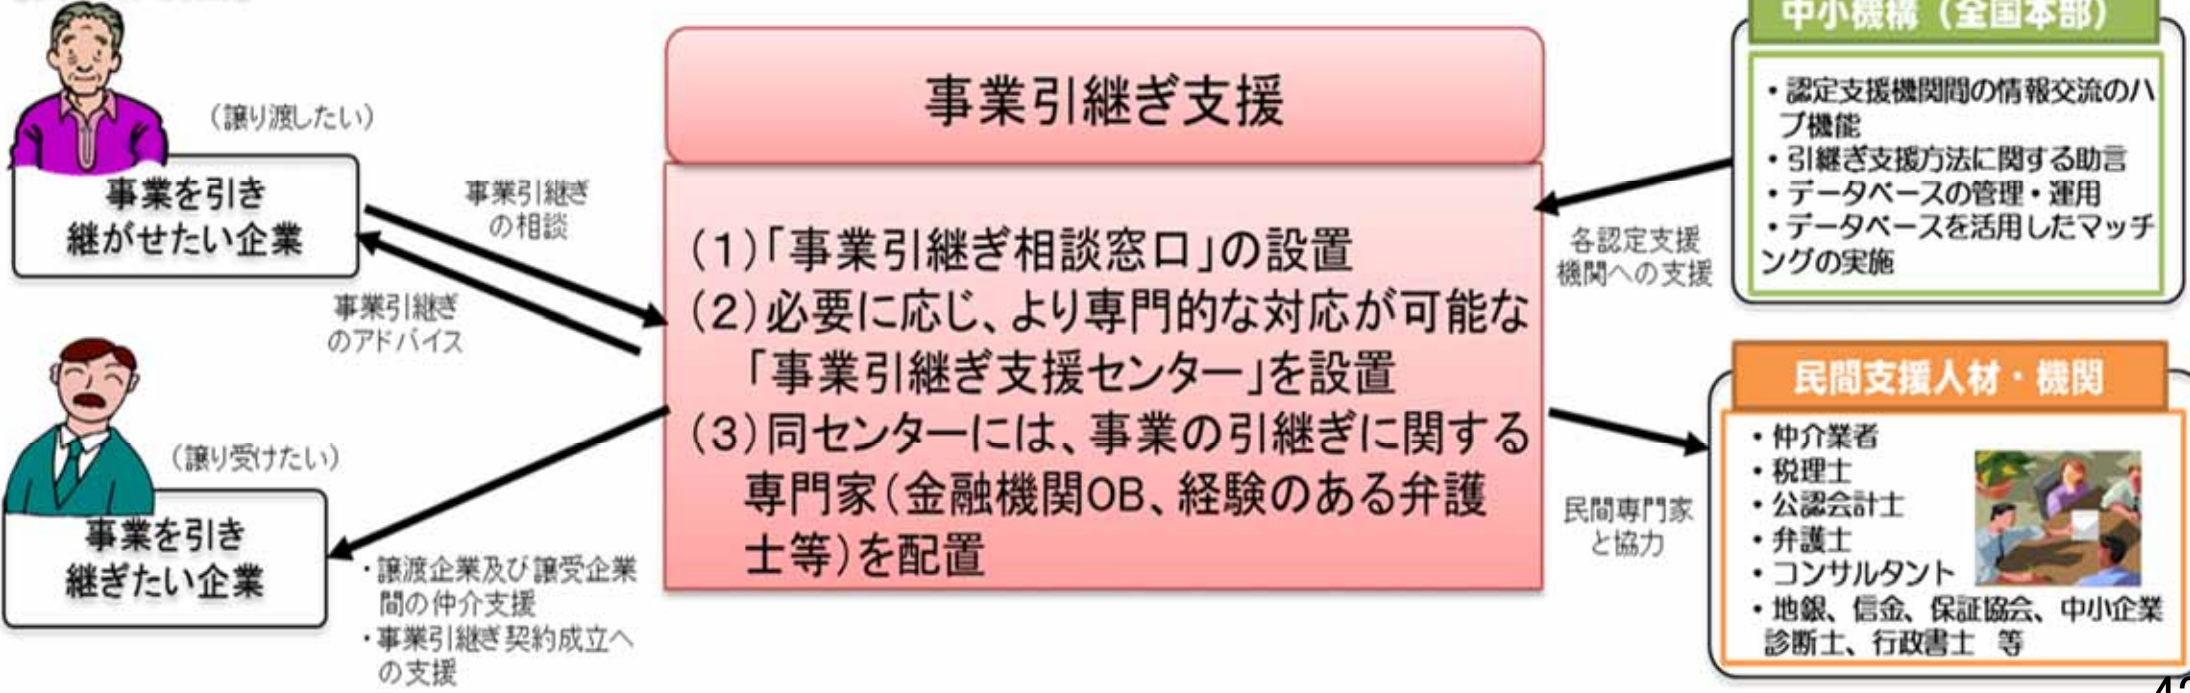 (譲り渡したい)
事業を引き
継がせたい企業
事業引継ぎ
の相談
事業引継ぎ
のアドバイス
(譲り受けたい)
事業を引き
継ぎたい企業
・譲渡企業及び譲受企業
間の仲介支援
・事業引継ぎ契約成立へ
の支援
事業引継ぎ支援
(1)「事業引継ぎ相談窓口」の設置
(2)必要に応じ、より専門的な対応が可能な
「事業引継ぎ支援センター」を設置
(3)同センターには、事業の引継ぎに関する
専門家(金融機関OB、経験のある弁護
士等)を配置
各認定支援
機関への支援
民間専門家
と協力
中小機構(全国本部)
・認定支援機関間の情報交流のハ
ブ機能
・引継ぎ支援方法に関する助言
・データベースの管理・運用
・データベースを活用したマッチ
ングの実施
民間支援人材・機関
・仲介業者
・税理士
・公認会計士
・弁護士
・コンサルタント
・地銀、信金、保証協会、中小企業
診断士、行政書士 等